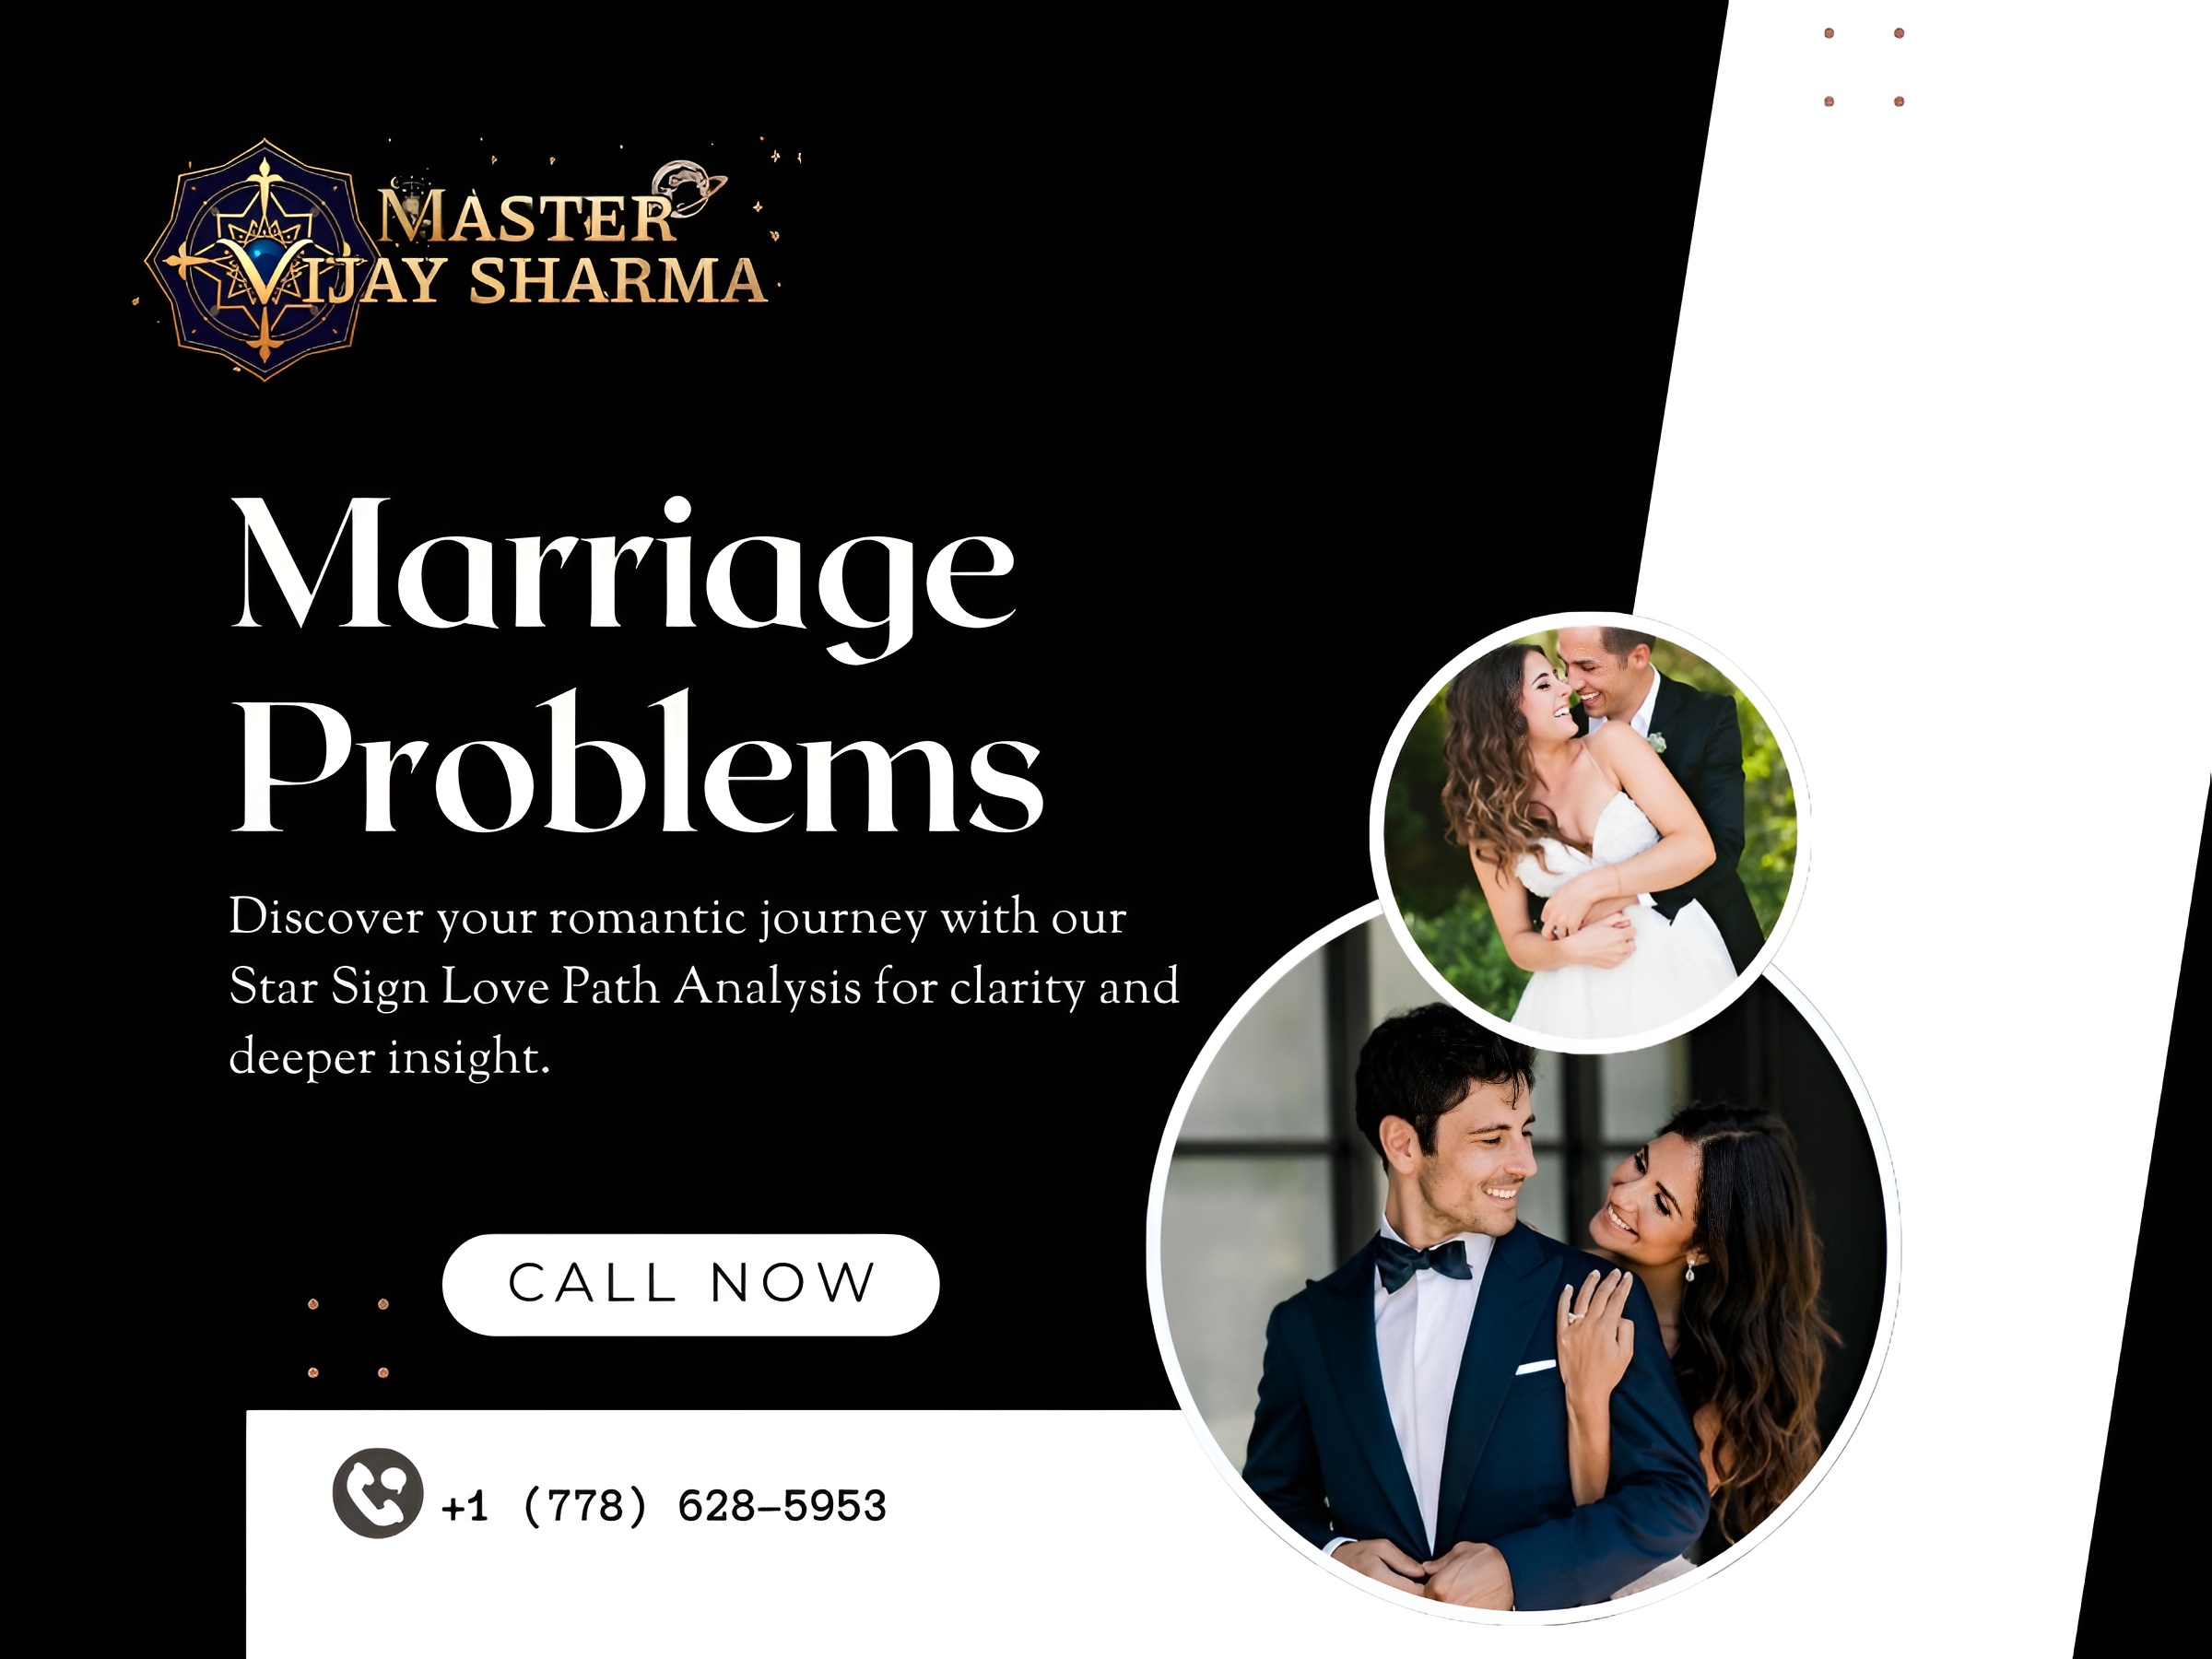 MASTER
VIJAY SHARMA
Marriage
Problems
Discover your romantic journey with our
Star Sign Love Path Analysis for clarity and
deeper insight.
CALL NOW
+1 (778) 628-5953